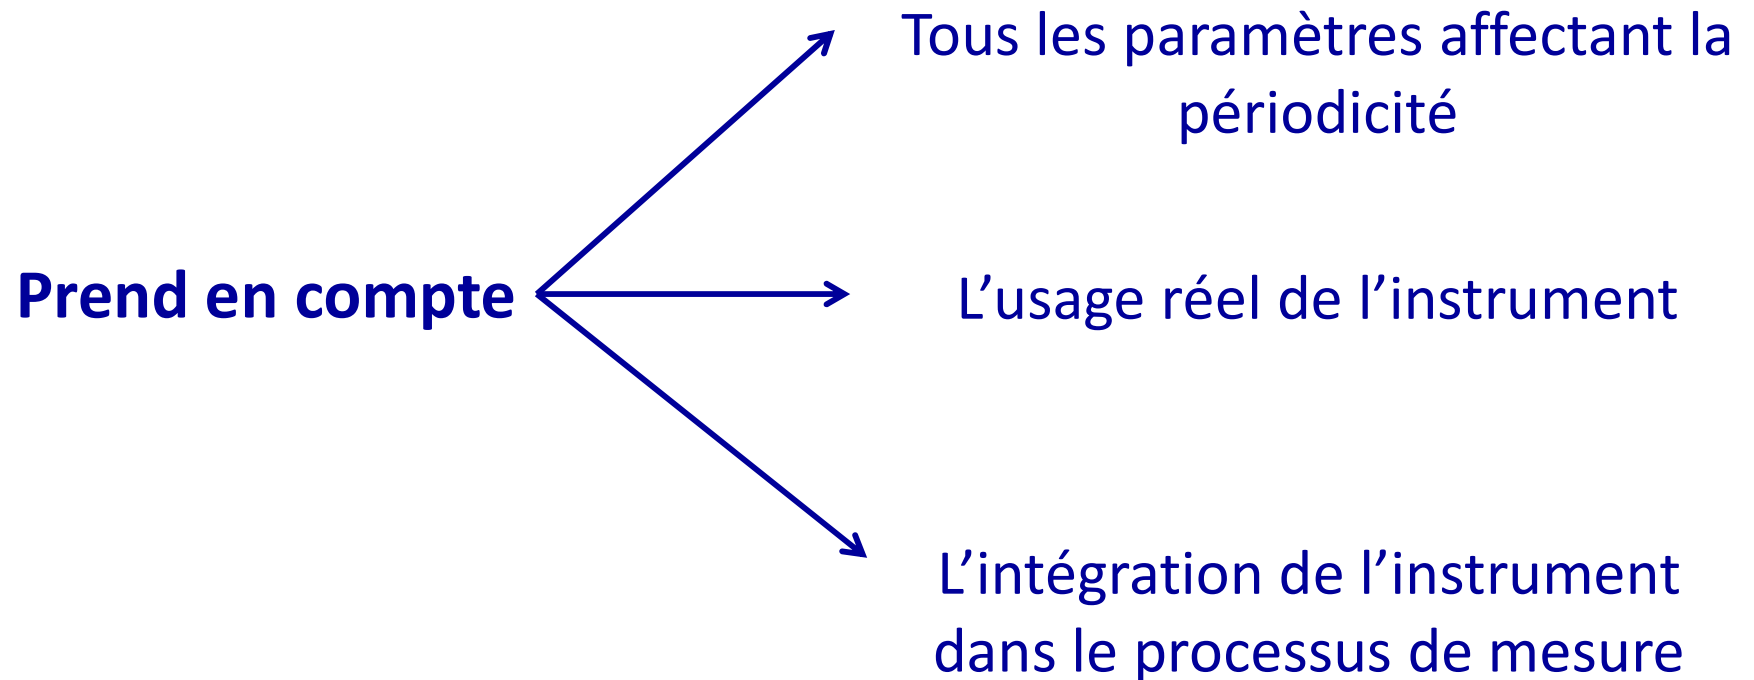 Tous les paramètres affectant la
périodicité
Prend en compte
L’usage réel de l’instrument
L’intégration de l’instrument
dans le processus de mesure